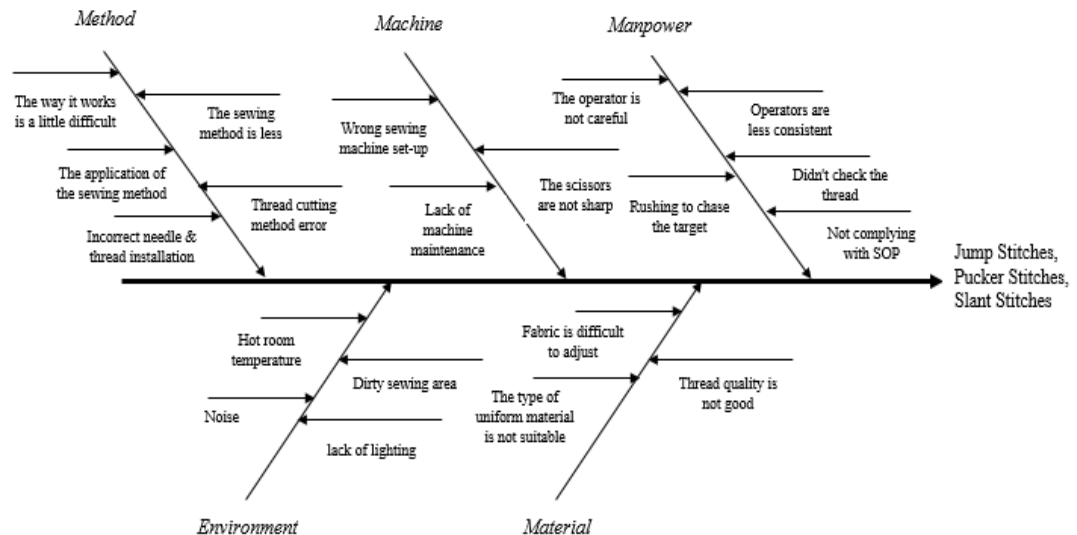 Method
Machine
Manpower
The way it works
is a little difficult
The sewing
method is less
The application of
the sewing method
Thread cutting
method error
Incorrect needle &
thread installation
Wrong sewing
machine set-up
The scissors
are not sharp
Lack of
machine
maintenance
The operator is
not careful
Operators are
less consistent
Didn't check the
thread
Rushing to chase
the target
Not complying
with SOP
Jump Stitches,
Pucker Stitches,
Slant Stitches
Hot room
temperature
Dirty sewing area
Noise
lack of lighting
Fabric is difficult
to adjust
Thread quality is
not good
The type of
uniform material
is not suitable
Environment
Material